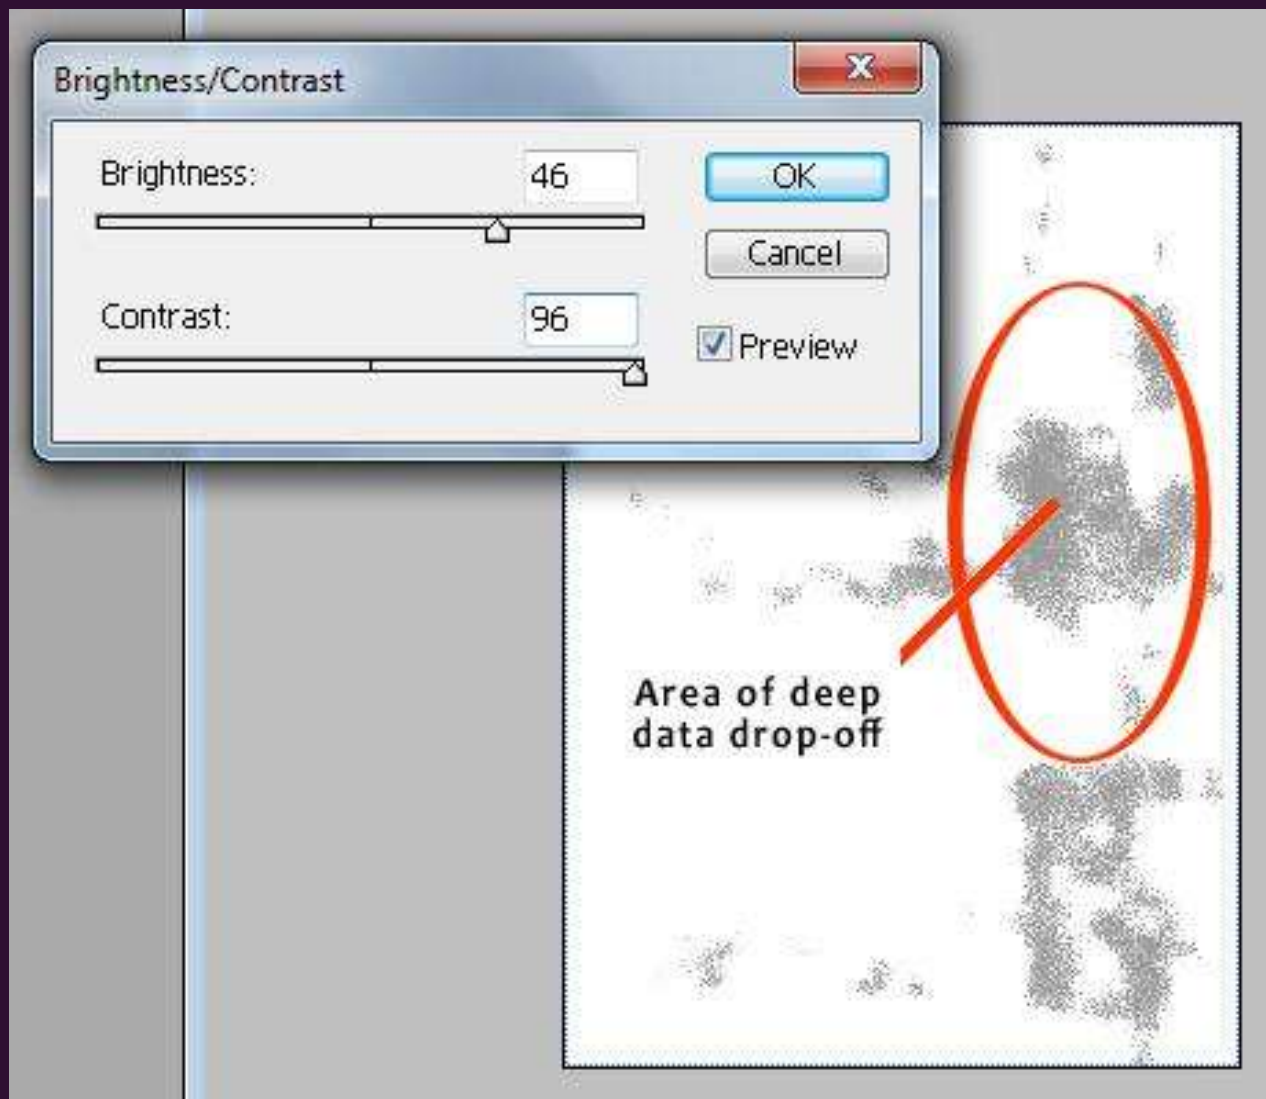 Brightness/Contrast
Brightness: 46
OK
Cancel
Contrast: 96
Preview
Area of deep
data drop-off